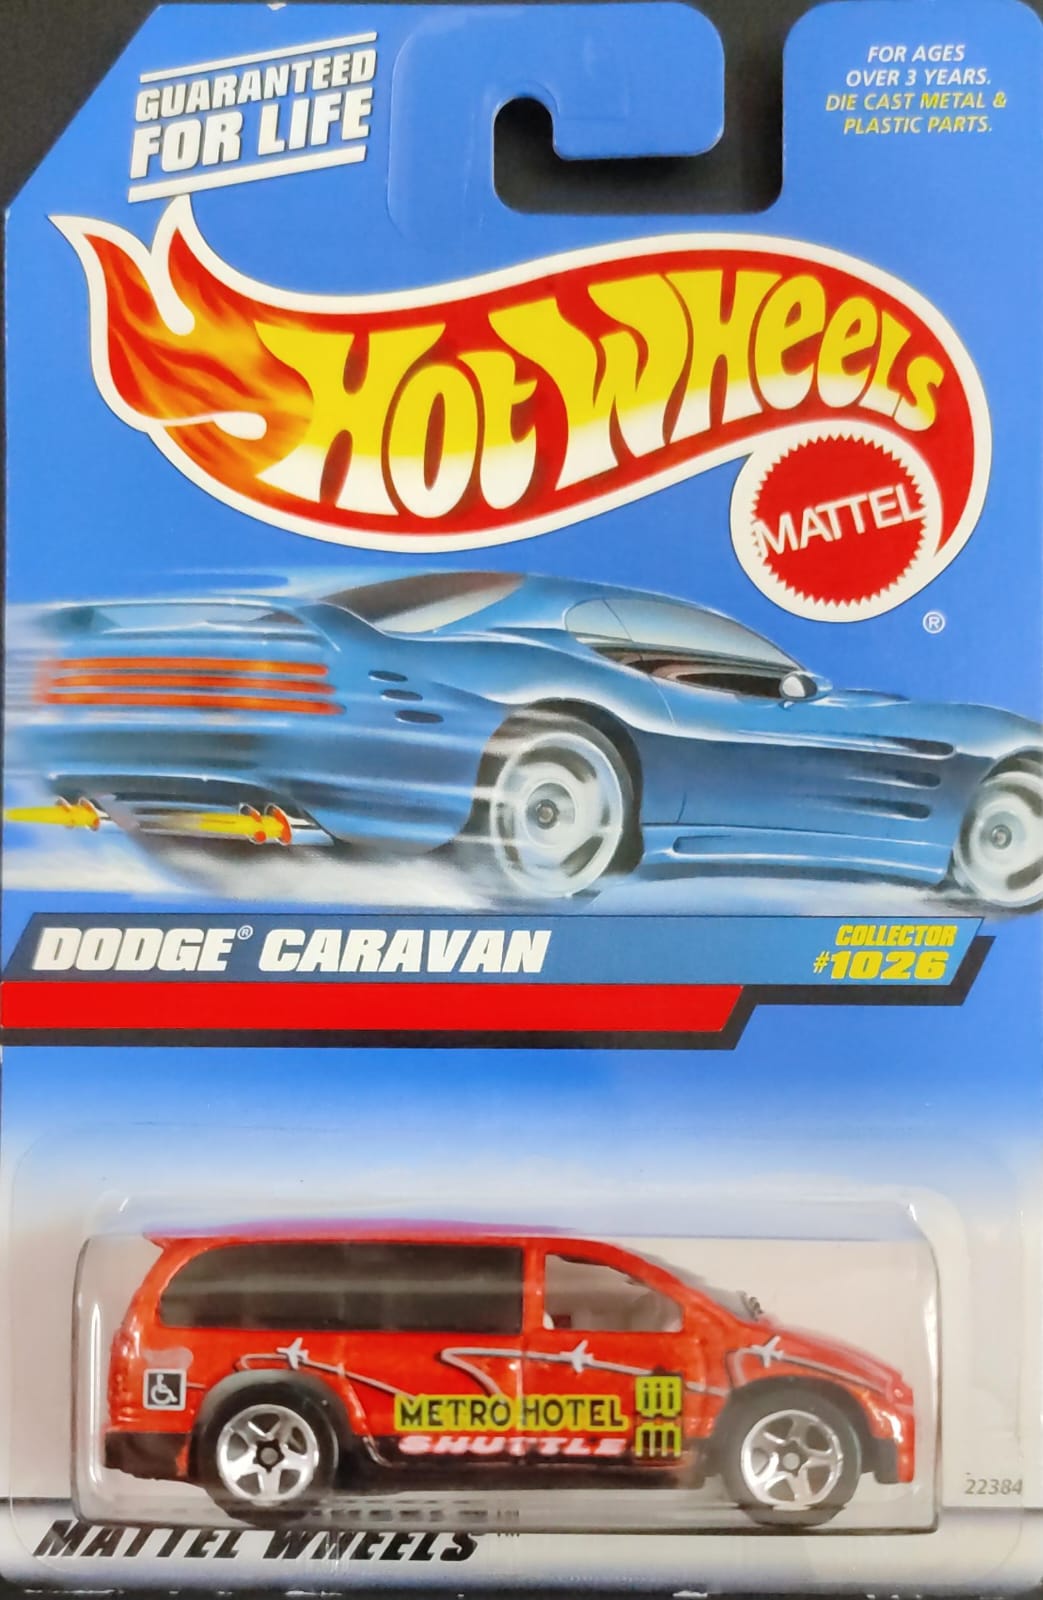 GUARANTEED
FOR LIFE
FOR AGES
OVER 3 YEARS.
DIE CAST METAL &
PLASTIC PARTS.
HOT WHEELS
MATTEL
®
DODGE® CARAVAN
COLLECTOR
#1026
METRO HOTEL
SHUTTLE
22384
MATTEL WHEELS